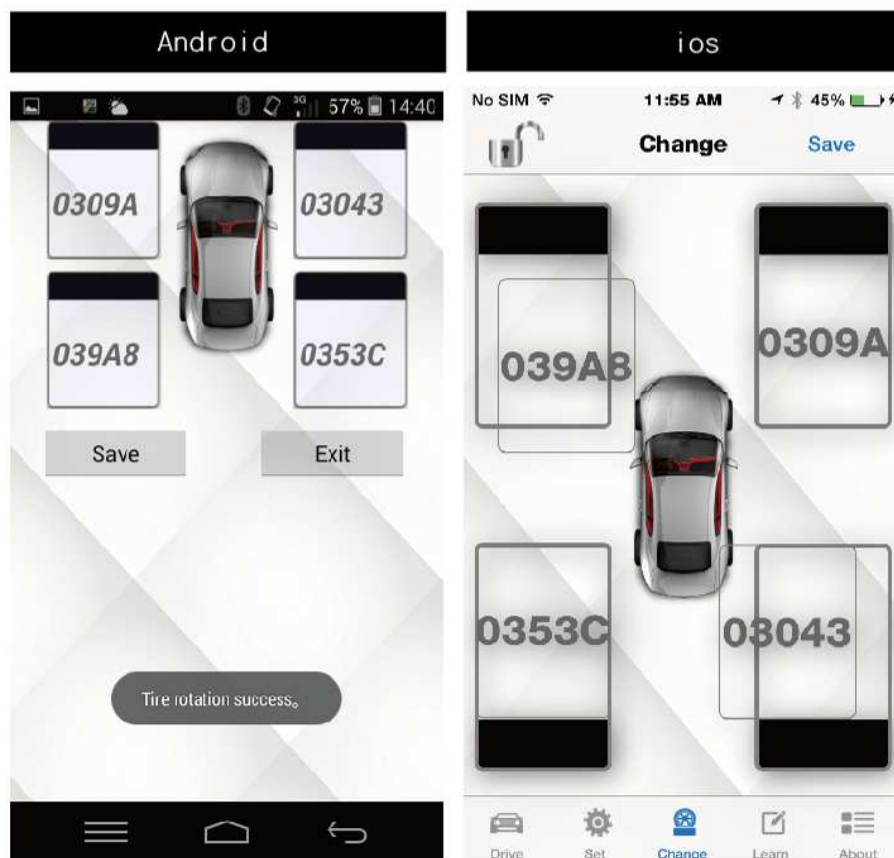 Android
3G 57% 14:40
0309A 03043
039A8 0353C
Save Exit
Tire rotation success。
ios
No SIM 11:55 AM 45%
Change Save
039A8 0309A
0353C 03043
Drive Set Change Learn About